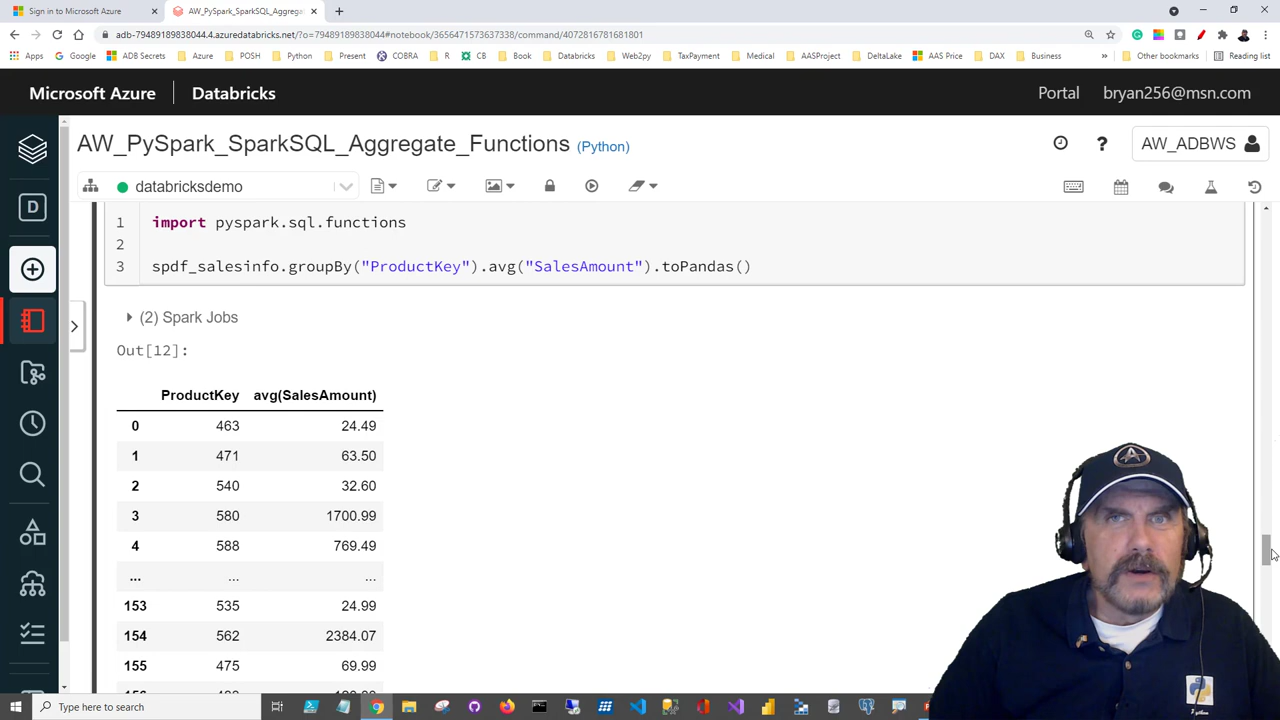 Sign in to Microsoft Azure
AW_PySpark_SparkSQL_Aggrega
adb-79489189838044.4.azuredatabricks.net/?o=79489189838044#notebook/3656471573637338/command/4072816781681801
Apps
Google
ADB Secrets
Azure
POSH
Python
Present
COBRA
R
CB
Book
Databricks
Web2py
TaxPayment
Medical
AASProject
DeltaLake
AAS Price
DAX
Business
»
Other bookmarks
Reading list
Microsoft Azure
Databricks
Portal
bryan256@msn.com
AW_PySpark_SparkSQL_Aggregate_Functions (Python)
? AW_ADBWS
D
databricksdemo
1 import pyspark.sql.functions
2
3 spdf_salesinfo.groupBy("ProductKey").avg("SalesAmount").toPandas()
(2) Spark Jobs
Out[12]:
ProductKey avg(SalesAmount)
0 463 24.49
1 471 63.50
2 540 32.60
3 580 1700.99
4 588 769.49
... ... ...
153 535 24.99
154 562 2384.07
155 475 69.99
Type here to search